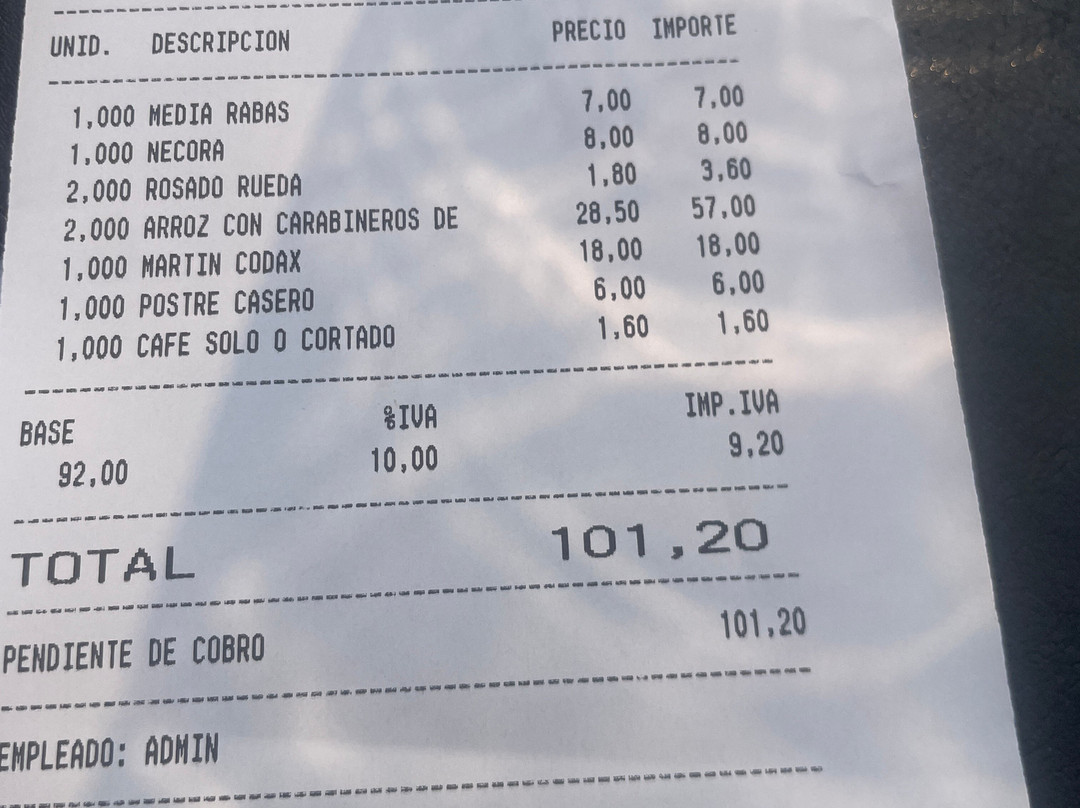 UNID. DESCRIPCION PRECIO IMPORTE
1,000 MEDIA RABAS 7,00 7,00
1,000 NECORA 8,00 8,00
2,000 ROSADO RUEDA 1,80 3,60
2,000 ARROZ CON CARABINEROS DE 28,50 57,00
1,000 MARTIN CODAX 18,00 18,00
1,000 POSTRE CASERO 6,00 6,00
1,000 CAFE SOLO O CORTADO 1,60 1,60
BASE %IVA IMP.IVA
92,00 10,00 9,20
TOTAL 101,20
PENDIENTE DE COBRO 101,20
EMPLEADO: ADMIN